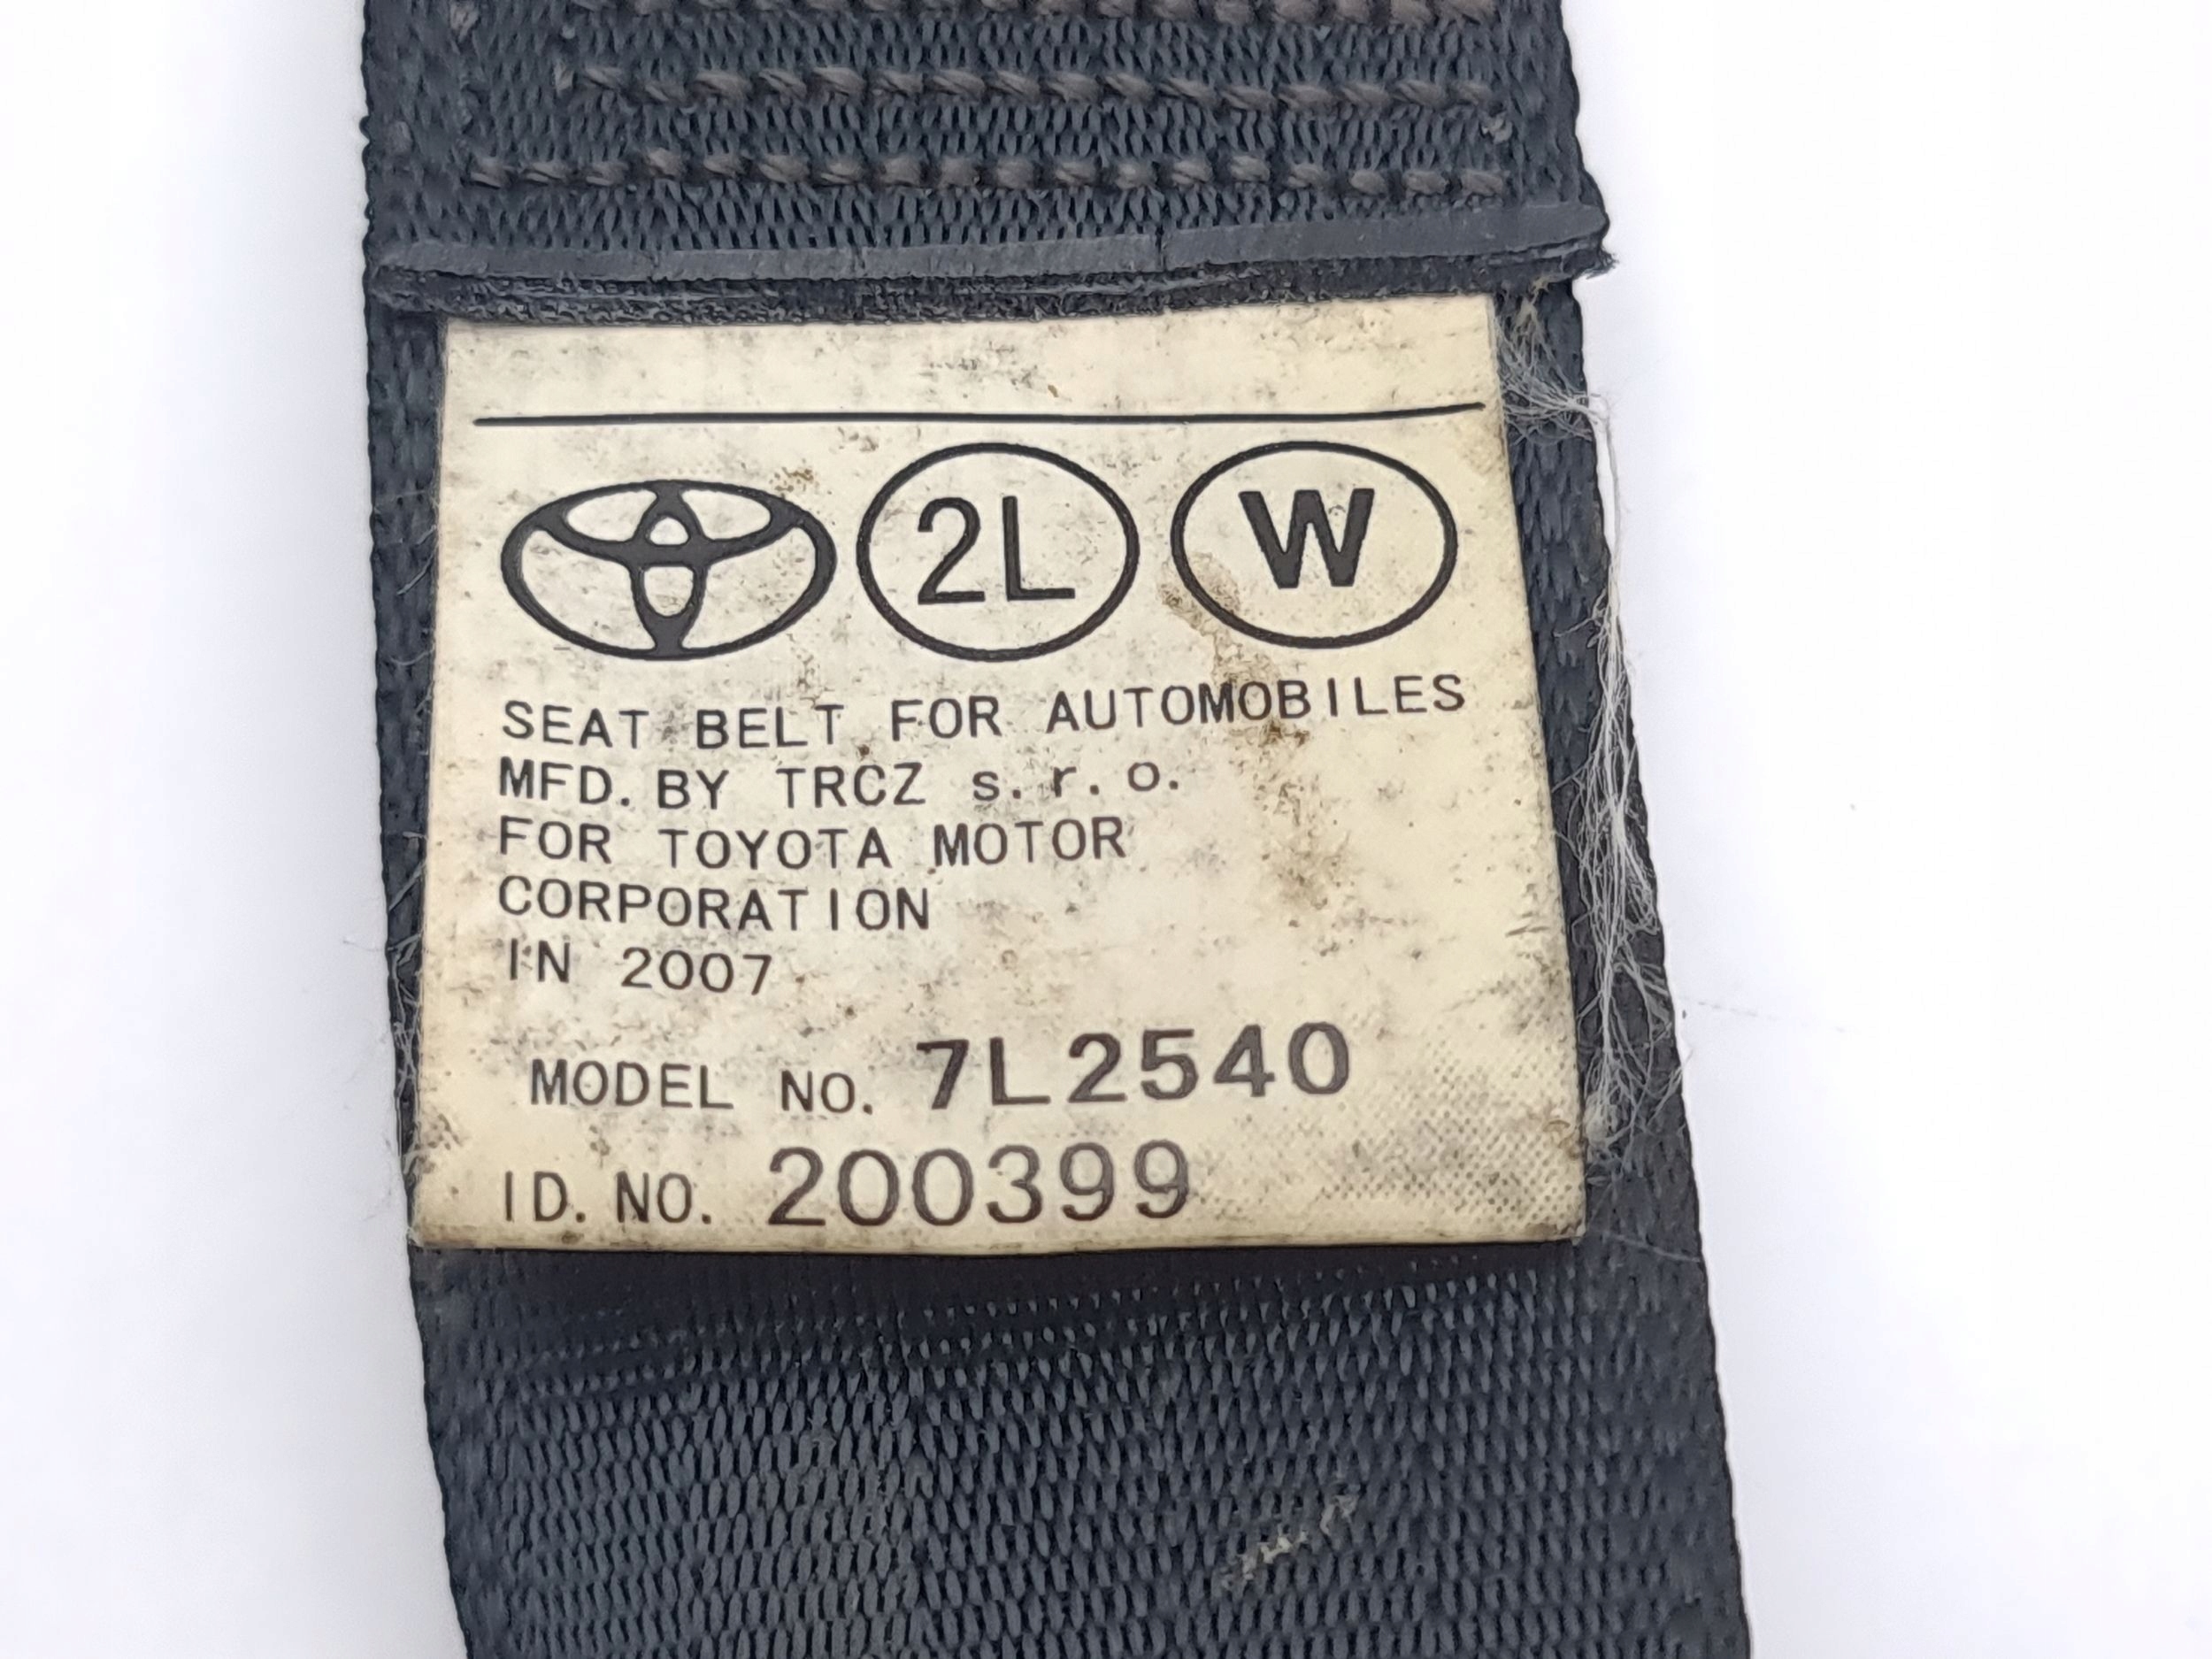 2L W
SEAT BELT FOR AUTOMOBILES
MFD. BY TRCZ s.r.o.
FOR TOYOTA MOTOR
CORPORATION
IN 2007
MODEL NO. 7L2540
ID. NO. 200399